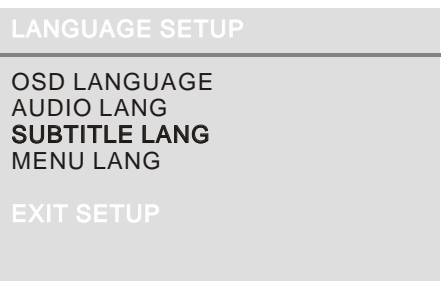 LANGUAGE SETUP
OSD LANGUAGE
AUDIO LANG
SUBTITLE LANG
MENU LANG
EXIT SETUP